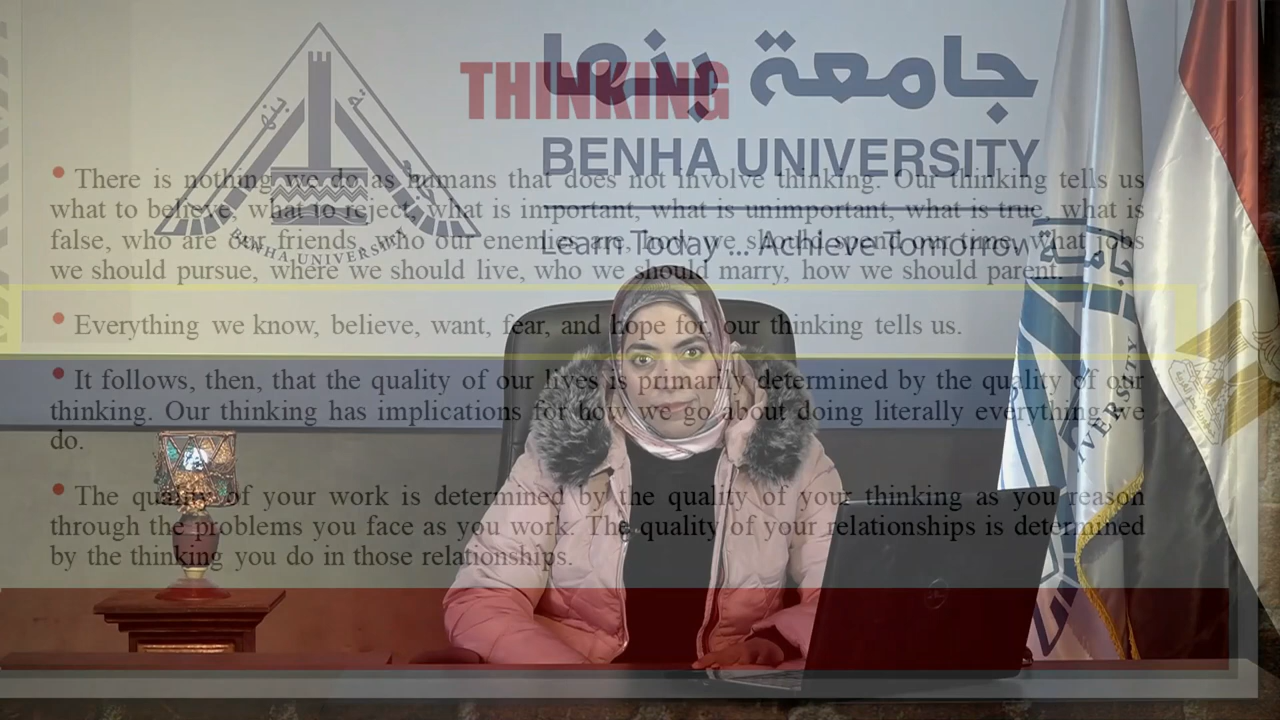 جامعة بنها
THINKING
BENHA UNIVERSITY
Learn Today ... Achieve Tomorrow
بنها
BENHA UNIVERSITY
• There is nothing we do as humans that does not involve thinking. Our thinking tells us
what to believe, what to reject, what is important, what is unimportant, what is true, what is
false, who are our friends, who our enemies are, how we should spend our time, what jobs
we should pursue, where we should live, who we should marry, how we should parent.
• Everything we know, believe, want, fear, and hope for, our thinking tells us.
• It follows, then, that the quality of our lives is primarily determined by the quality of our
thinking. Our thinking has implications for how we go about doing literally everything we
do.
• The quality of your work is determined by the quality of your thinking as you reason
through the problems you face as you work. The quality of your relationships is determined
by the thinking you do in those relationships.
جامعة
IVERSITY